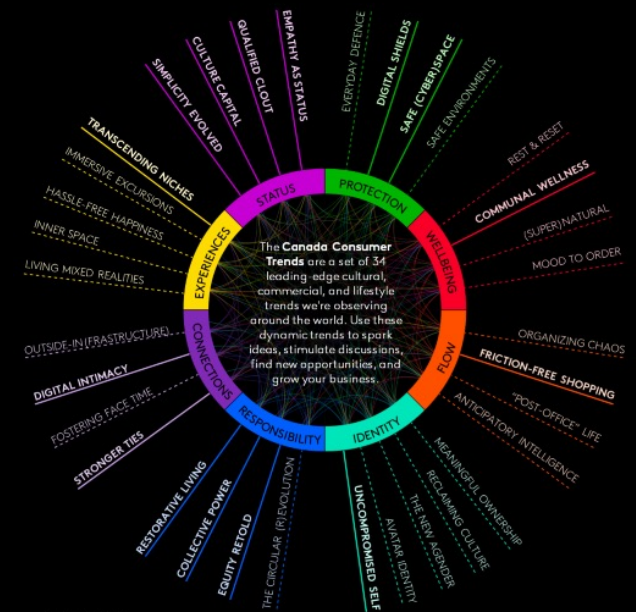 The Canada Consumer
Trends are a set of 34
leading-edge cultural,
commercial, and lifestyle
trends we're observing
around the world. Use these
dynamic trends to spark
ideas, stimulate discussions,
find new opportunities, and
grow your business.
STATUS
SIMPLICITY EVOLVED
CULTURE CAPITAL
QUALIFIED CLOUT
EMPATHY AS STATUS
PROTECTION
EVERYDAY DEFENCE
DIGITAL SHIELDS
SAFE (CYBER)SPACE
SAFE ENVIRONMENTS
WELLBEING
REST & RESET
COMMUNAL WELLNESS
(SUPER)NATURAL
MOOD TO ORDER
FLOW
ORGANIZING CHAOS
FRICTION-FREE SHOPPING
"POST-OFFICE" LIFE
ANTICIPATORY INTELLIGENCE
IDENTITY
MEANINGFUL OWNERSHIP
RECLAIMING CULTURE
THE NEW AGENDER
AVATAR IDENTITY
UNCOMPROMISED SELF
RESPONSIBILITY
THE CIRCULAR (R)EVOLUTION
EQUITY RETOLD
COLLECTIVE POWER
RESTORATIVE LIVING
CONNECTIONS
STRONGER TIES
FOSTERING FACE TIME
DIGITAL INTIMACY
OUTSIDE-IN(FRASTRUCTURE)
EXPERIENCES
LIVING MIXED REALITIES
INNER SPACE
HASSLE-FREE HAPPINESS
IMMERSIVE EXCURSIONS
TRANSCENDING NICHES